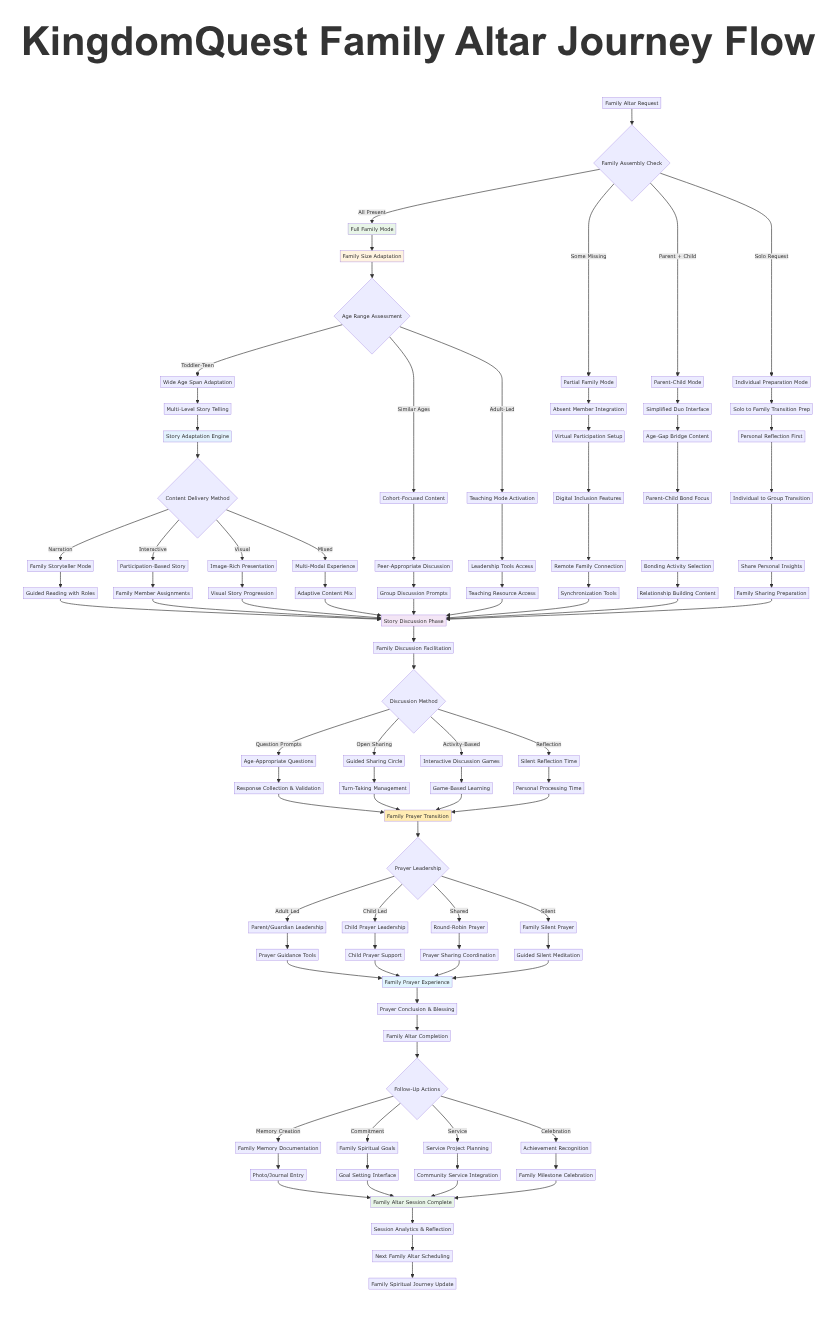 KingdomQuest Family Altar Journey Flow
Family Altar Request
Family Assembly Check
All Present
Full Family Mode
Family Size Adaptation
Some Missing
Parent + Child
Solo Request
Age Range Assessment
Toddler-Teen
Wide Age Span Adaptation
Partial Family Mode
Parent-Child Mode
Individual Preparation Mode
Similar Ages
Adult-Led
Multi-Level Story Telling
Absent Member Integration
Simplified Duo Interface
Solo to Family Transition Prep
Story Adaptation Engine
Virtual Participation Setup
Age-Gap Bridge Content
Personal Reflection First
Content Delivery Method
Cohort-Focused Content
Teaching Mode Activation
Digital Inclusion Features
Parent-Child Bond Focus
Individual to Group Transition
Narration
Interactive
Visual
Mixed
Family Storyteller Mode
Participation-Based Story
Image-Rich Presentation
Multi-Modal Experience
Peer-Appropriate Discussion
Leadership Tools Access
Remote Family Connection
Bonding Activity Selection
Share Personal Insights
Guided Reading with Roles
Family Member Assignments
Visual Story Progression
Adaptive Content Mix
Group Discussion Prompts
Teaching Resource Access
Synchronization Tools
Relationship Building Content
Family Sharing Preparation
Story Discussion Phase
Family Discussion Facilitation
Discussion Method
Question Prompts
Open Sharing
Activity-Based
Reflection
Age-Appropriate Questions
Guided Sharing Circle
Interactive Discussion Games
Silent Reflection Time
Response Collection & Validation
Turn-Taking Management
Game-Based Learning
Personal Processing Time
Family Prayer Transition
Prayer Leadership
Adult Led
Child Led
Shared
Silent
Parent/Guardian Leadership
Child Prayer Leadership
Round-Robin Prayer
Family Silent Prayer
Prayer Guidance Tools
Child Prayer Support
Prayer Sharing Coordination
Guided Silent Meditation
Family Prayer Experience
Prayer Conclusion & Blessing
Family Altar Completion
Follow-Up Actions
Memory Creation
Commitment
Service
Celebration
Family Memory Documentation
Family Spiritual Goals
Service Project Planning
Achievement Recognition
Photo/Journal Entry
Goal Setting Interface
Community Service Integration
Family Milestone Celebration
Family Altar Session Complete
Session Analytics & Reflection
Next Family Altar Scheduling
Family Spiritual Journey Update